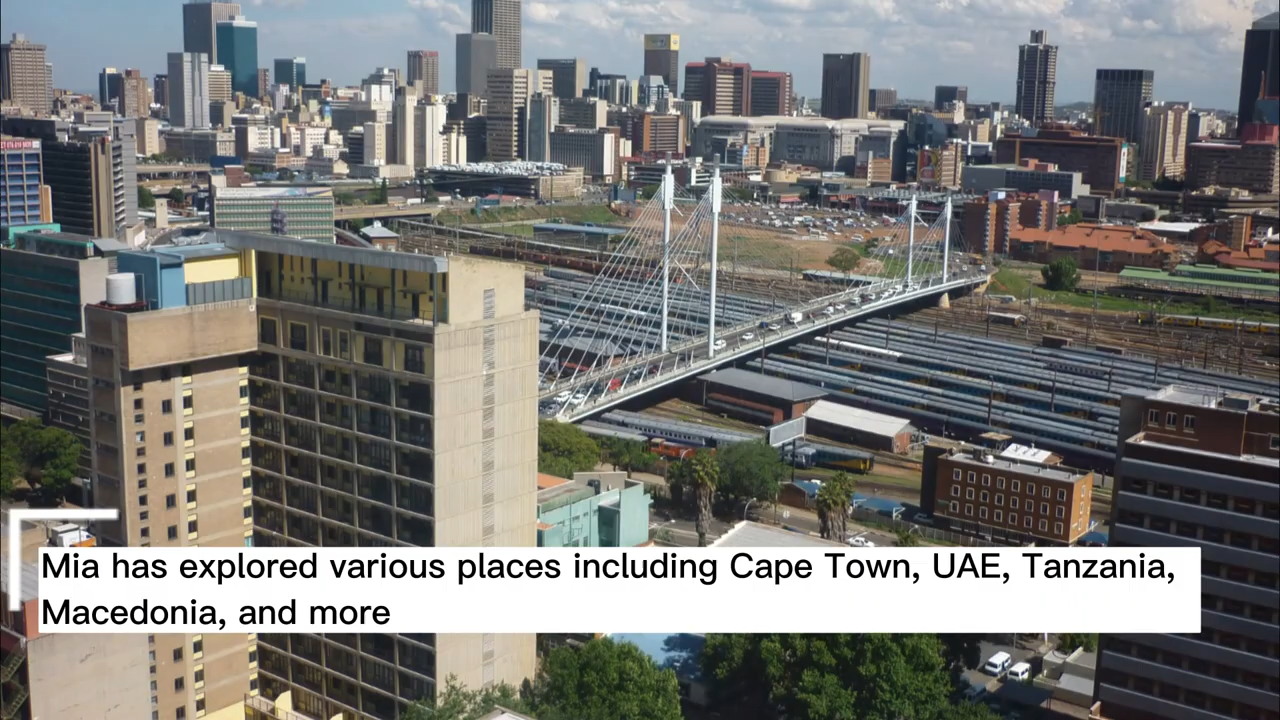 Mia has explored various places including Cape Town, UAE, Tanzania,
Macedonia, and more